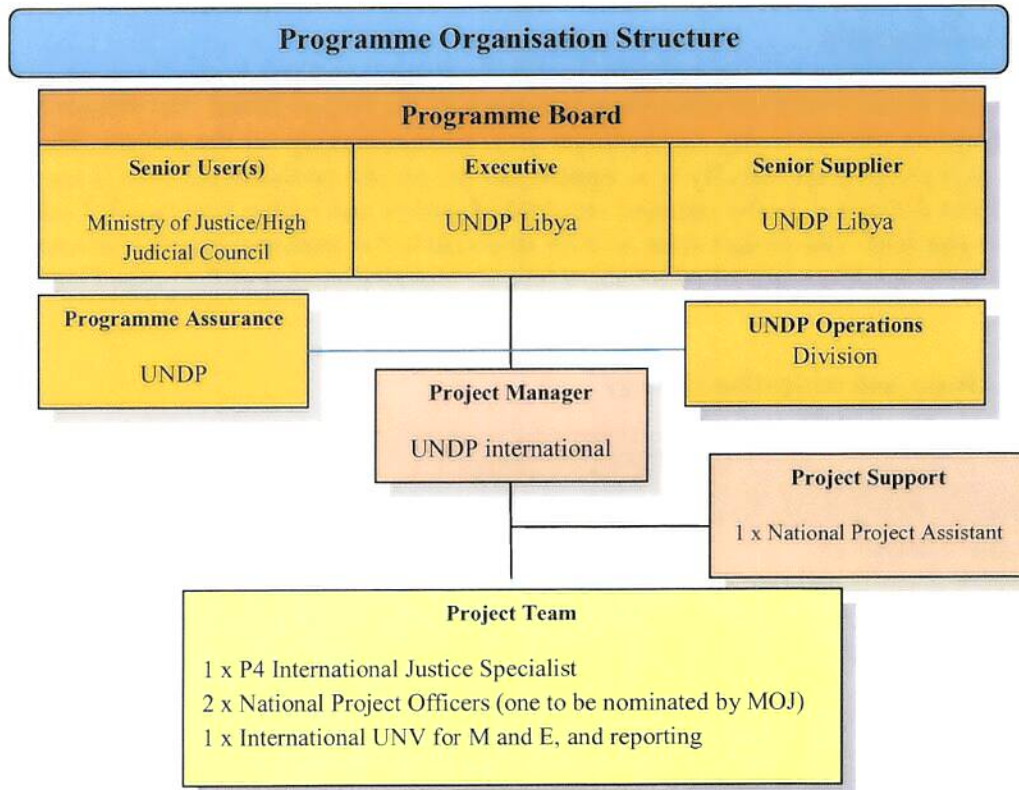 Programme Organisation Structure
Programme Board
Senior User(s)
Ministry of Justice/High
Judicial Council
Executive
UNDP Libya
Senior Supplier
UNDP Libya
Programme Assurance
UNDP
UNDP Operations
Division
Project Manager
UNDP international
Project Support
1 x National Project Assistant
Project Team
1 x P4 International Justice Specialist
2 x National Project Officers (one to be nominated by MOJ)
1 x International UNV for M and E, and reporting